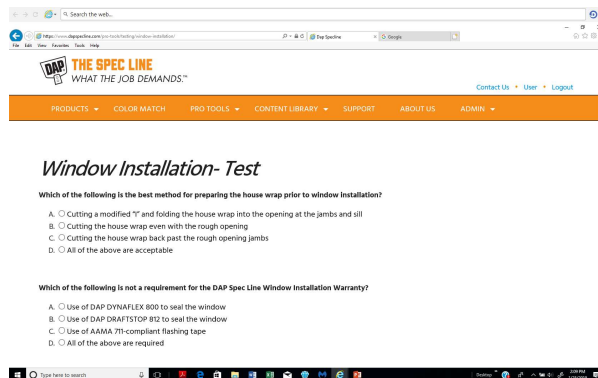 Search the web...
https://www.dapspecline.com/pro-tools/testing/window-installation/
Dap Specline
Google
File Edit View Favorites Tools Help
DAP THE SPEC LINE
WHAT THE JOB DEMANDS.™
Contact Us • User • Logout
PRODUCTS COLOR MATCH PRO TOOLS CONTENT LIBRARY SUPPORT ABOUT US ADMIN
Window Installation- Test
Which of the following is the best method for preparing the house wrap prior to window installation?
A. Cutting a modified "I" and folding the house wrap into the opening at the jambs and sill
B. Cutting the house wrap even with the rough opening
C. Cutting the house wrap back past the rough opening jambs
D. All of the above are acceptable
Which of the following is not a requirement for the DAP Spec Line Window Installation Warranty?
A. Use of DAP DYNAFLEX 800 to seal the window
B. Use of DAP DRAFTSTOP 812 to seal the window
C. Use of AAMA 711-compliant flashing tape
D. All of the above are required
Type here to search
Desktop
2:09 PM